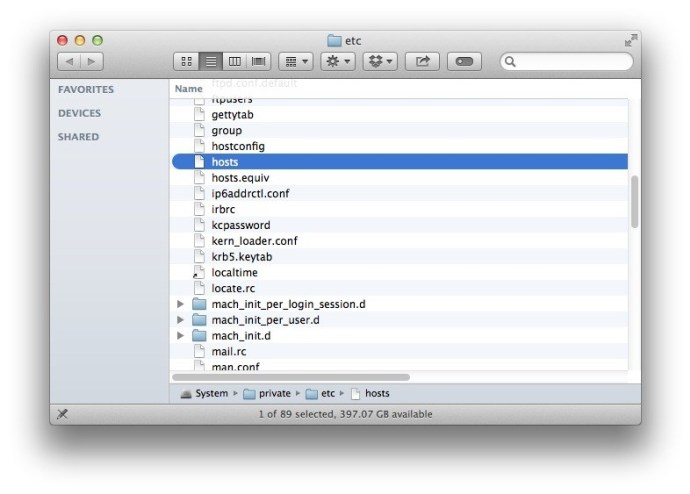 etc
FAVORITES
DEVICES
SHARED
Name
ftpd.conf.default
ftpusers
gettytab
group
hostconfig
hosts
hosts.equiv
ip6addrctl.conf
irbrc
kcpassword
kern_loader.conf
krb5.keytab
localtime
locate.rc
mach_init_per_login_session.d
mach_init_per_user.d
mach_init.d
mail.rc
man.conf
System ▸ private ▸ etc ▸ hosts
1 of 89 selected, 397.07 GB available